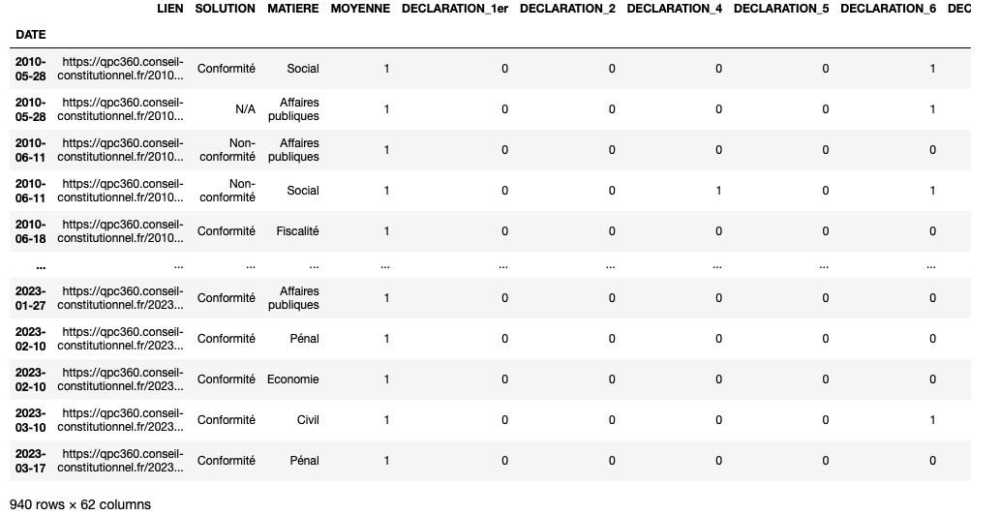 LIEN SOLUTION MATIERE MOYENNE DECLARATION_1er DECLARATION_2 DECLARATION_4 DECLARATION_5 DECLARATION_6 DEC
DATE
2010- https://qpc360.conseil-
05-28 constitutionnel.fr/2010... Conformité Social 1 0 0 0 0 1
2010- https://qpc360.conseil- Affaires
05-28 constitutionnel.fr/2010... N/A publiques 1 0 0 0 0 1
2010- https://qpc360.conseil- Non- Affaires
06-11 constitutionnel.fr/2010... conformité publiques 1 0 0 0 0 0
2010- https://qpc360.conseil- Non-
06-11 constitutionnel.fr/2010... conformité Social 1 0 0 1 0 1
2010- https://qpc360.conseil-
06-18 constitutionnel.fr/2010... Conformité Fiscalité 1 0 0 0 0 0
... ... ... ... ... ... ... ... ... ...
2023- https://qpc360.conseil- Affaires
01-27 constitutionnel.fr/2023... Conformité publiques 1 0 0 0 0 0
2023- https://qpc360.conseil-
02-10 constitutionnel.fr/2023... Conformité Pénal 1 0 0 0 0 0
2023- https://qpc360.conseil-
02-10 constitutionnel.fr/2023... Conformité Economie 1 0 0 0 0 0
2023- https://qpc360.conseil-
03-10 constitutionnel.fr/2023... Conformité Civil 1 0 0 0 0 1
2023- https://qpc360.conseil-
03-17 constitutionnel.fr/2023... Conformité Pénal 1 0 0 0 0 0
940 rows × 62 columns